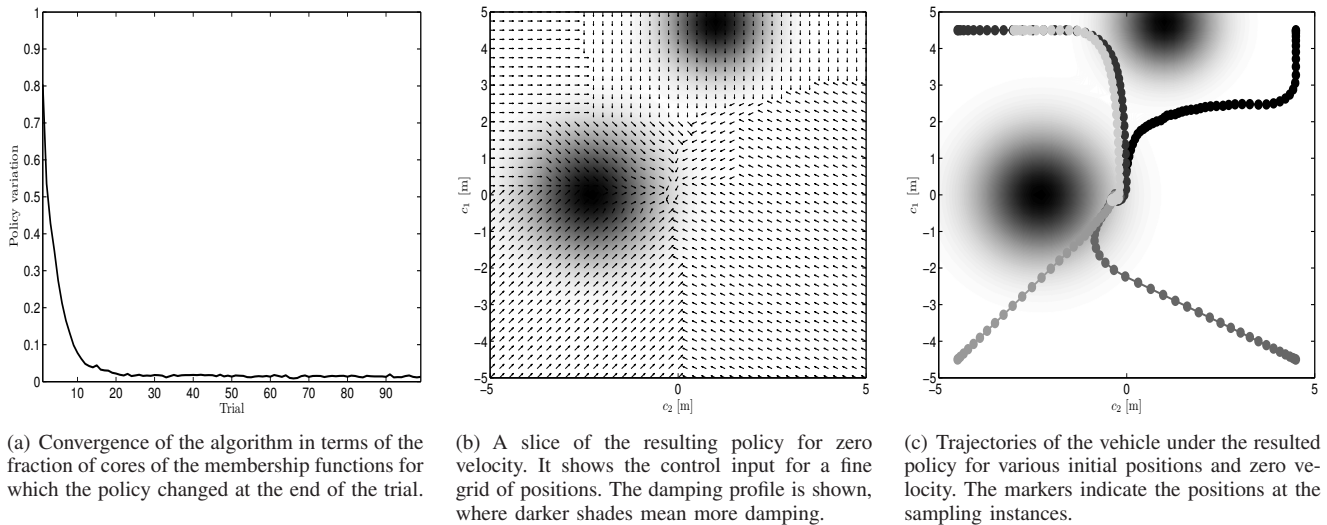 1
0.9
0.8
0.7
0.6
0.5
0.4
0.3
0.2
0.1
0
Policy variation
10 20 30 40 50 60 70 80 90
Trial
5
4
3
2
1
0
−1
−2
−3
−4
−5
c1 [m]
−5 0 5
c2 [m]
5
4
3
2
1
0
−1
−2
−3
−4
−5
c1 [m]
−5 0 5
c2 [m]
(a) Convergence of the algorithm in terms of the
fraction of cores of the membership functions for
which the policy changed at the end of the trial.
(b) A slice of the resulting policy for zero
velocity. It shows the control input for a fine
grid of positions. The damping profile is shown,
where darker shades mean more damping.
(c) Trajectories of the vehicle under the resulted
policy for various initial positions and zero ve-
locity. The markers indicate the positions at the
sampling instances.